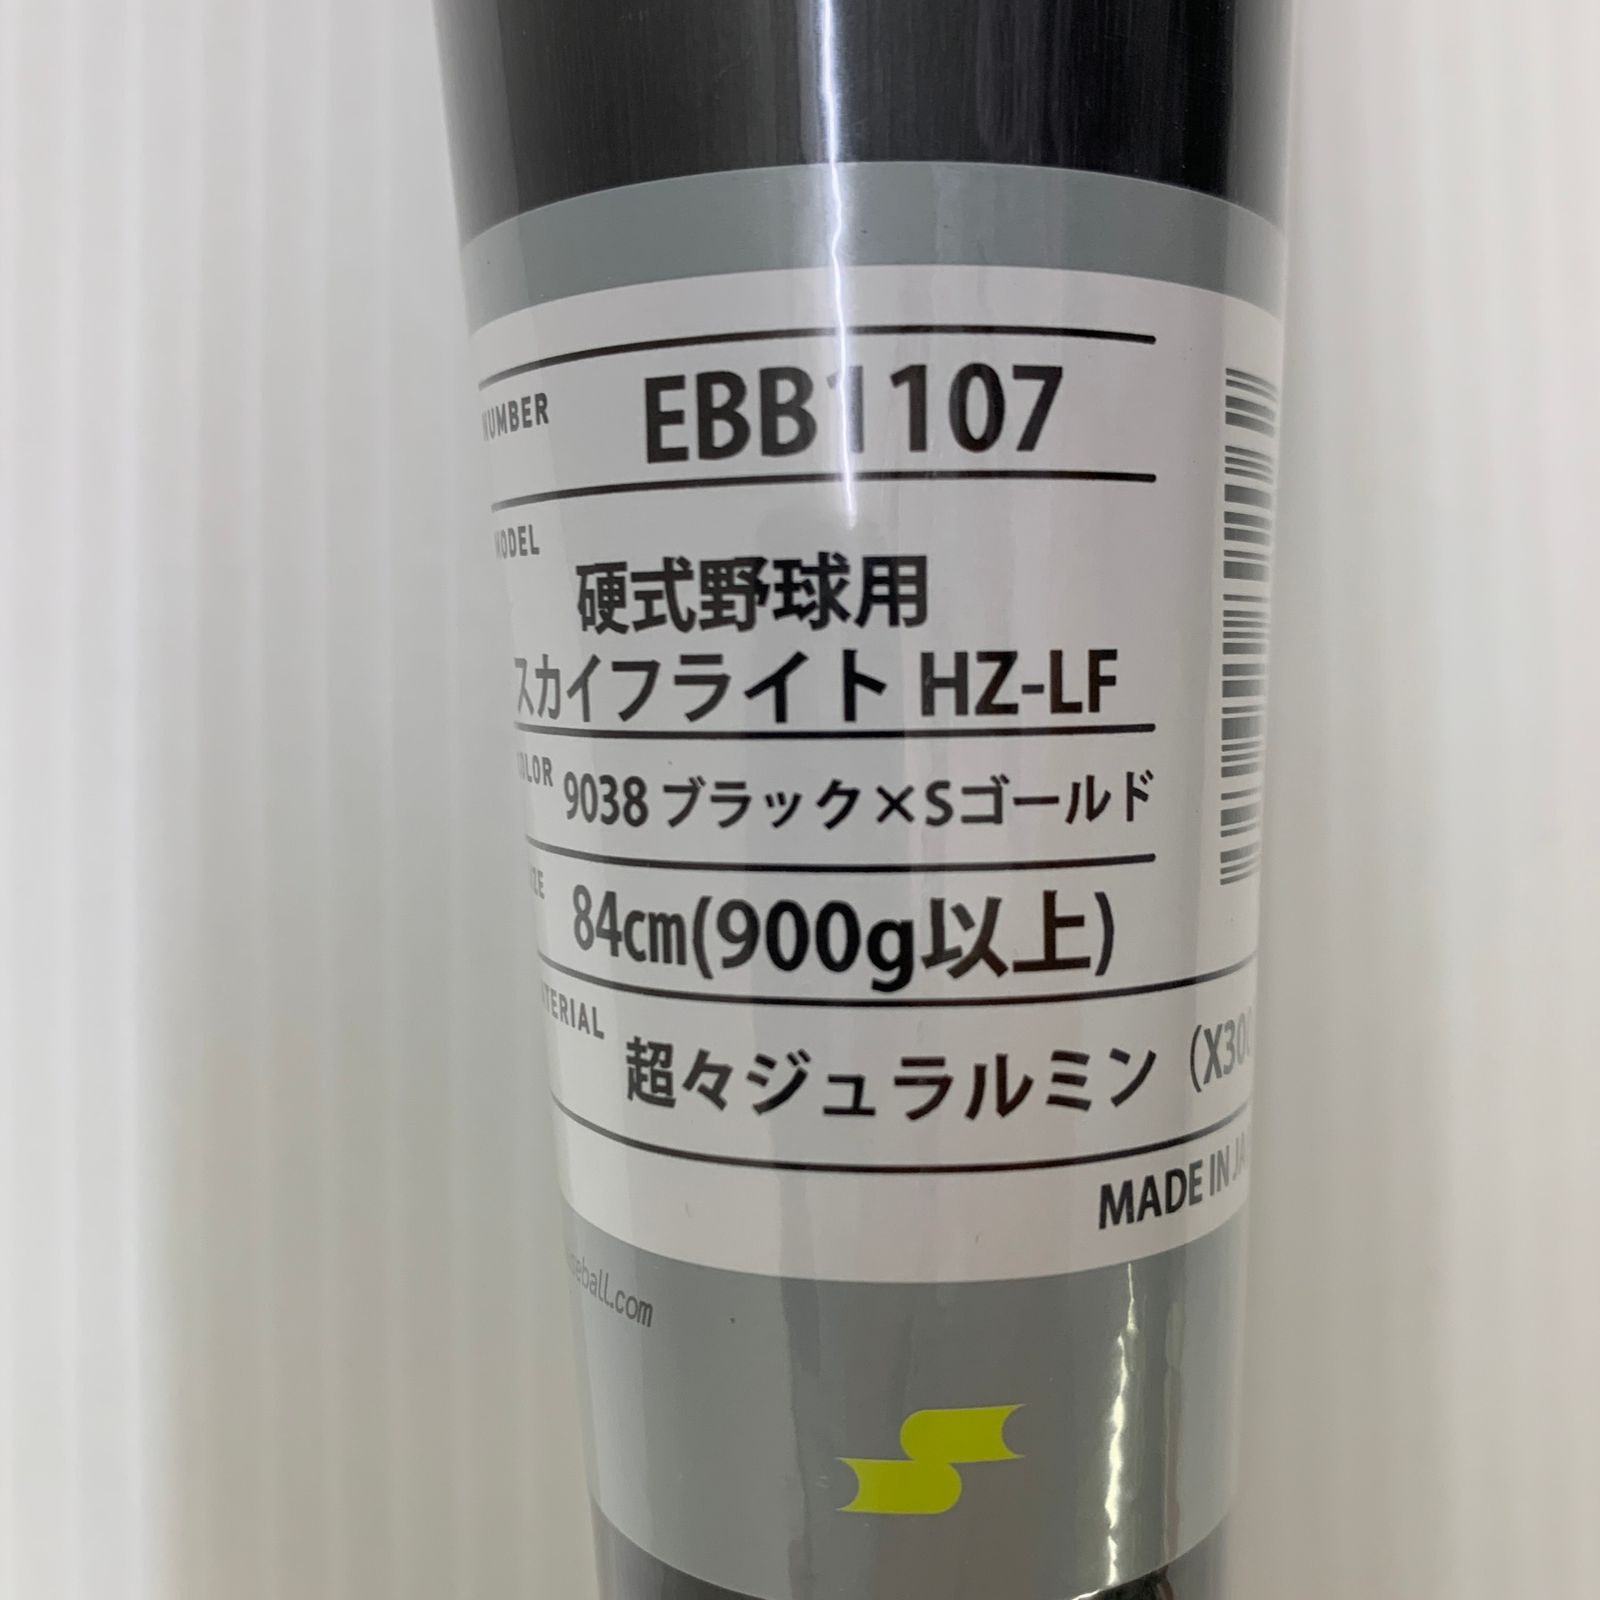 NUMBER EBB1107
MODEL
硬式野球用
スカイフライト HZ-LF
COLOR 9038 ブラック×Sゴールド
84cm(900g以上)
超々ジュラルミン
MADE IN